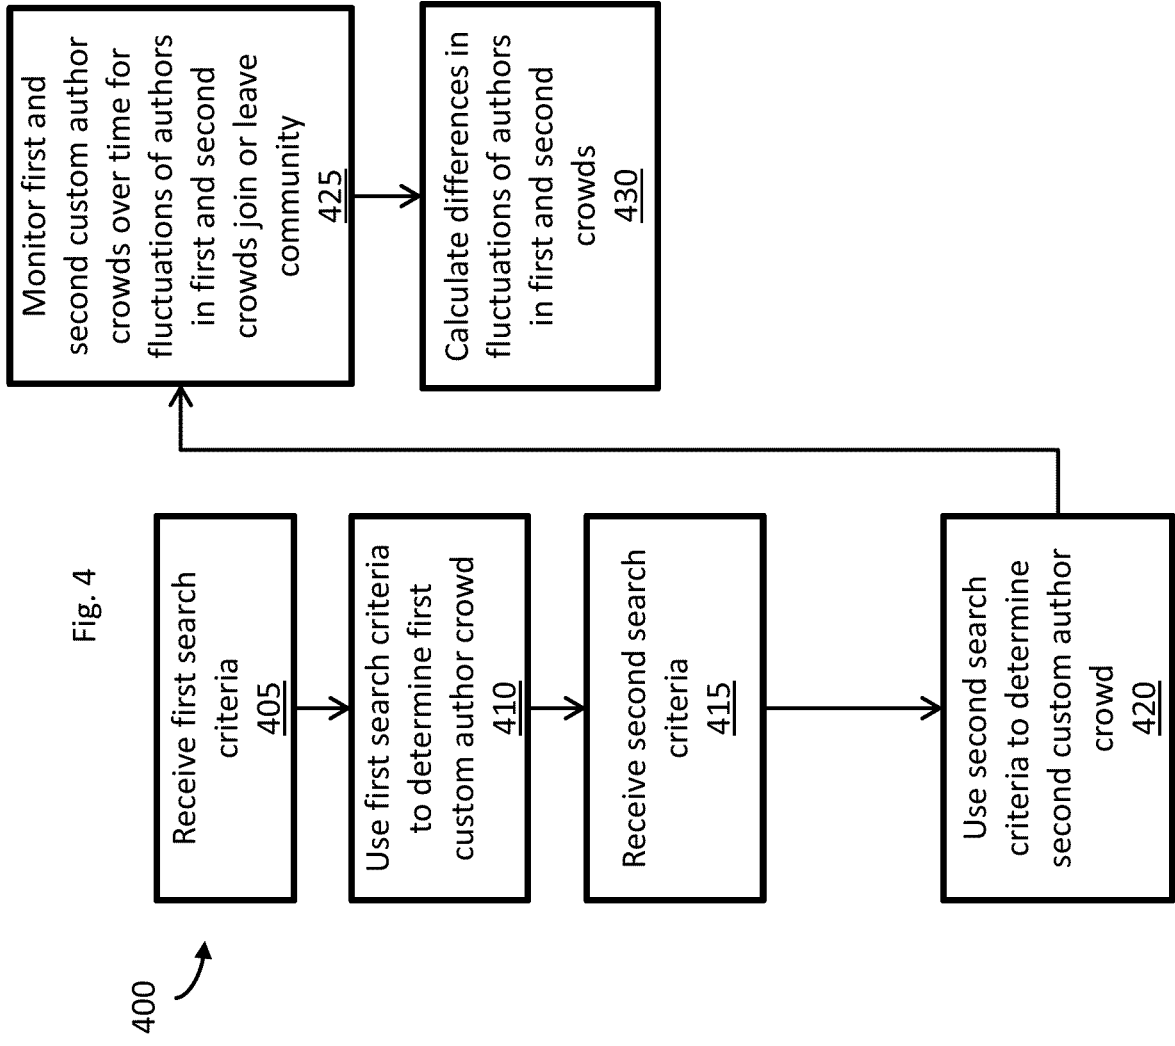 Fig. 4
400
Receive first search
criteria
405
Use first search criteria
to determine first
custom author crowd
410
Receive second search
criteria
415
Use second search
criteria to determine
second custom author
crowd
420
Monitor first and
second custom author
crowds over time for
fluctuations of authors
in first and second
crowds join or leave
community
425
Calculate differences in
fluctuations of authors
in first and second
crowds
430